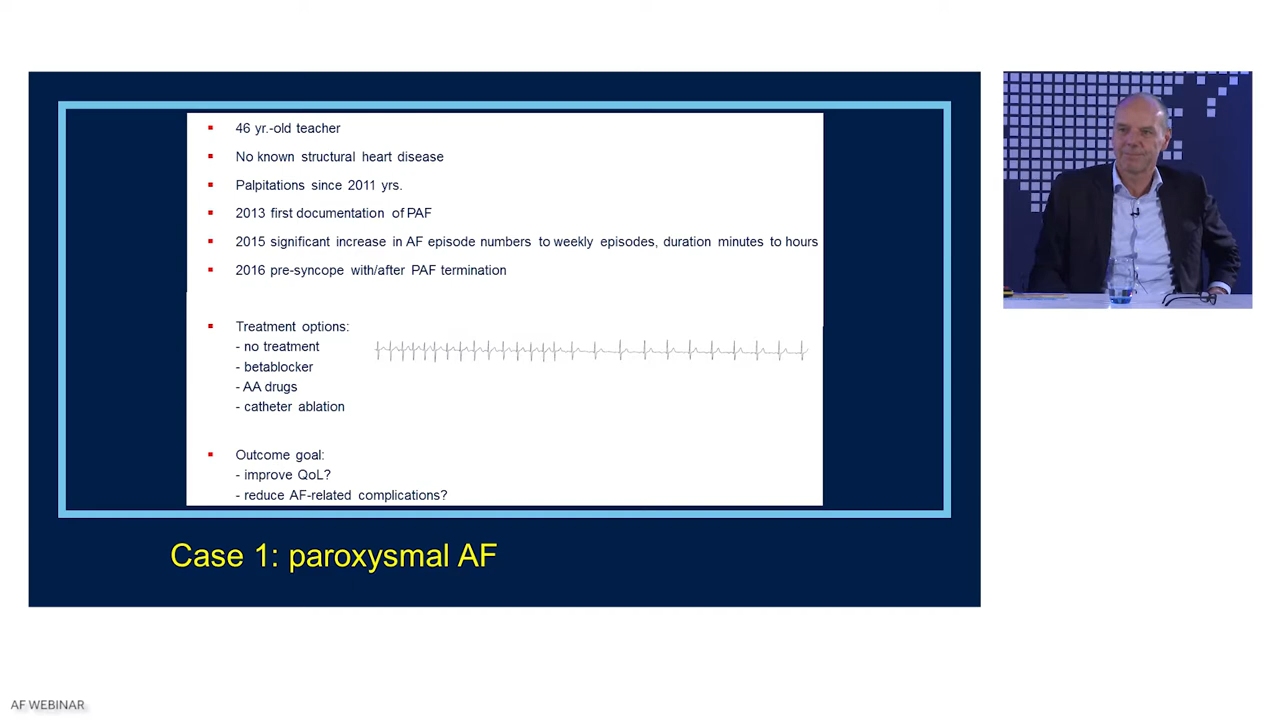 46 yr.-old teacher
No known structural heart disease
Palpitations since 2011 yrs.
2013 first documentation of PAF
2015 significant increase in AF episode numbers to weekly episodes, duration minutes to hours
2016 pre-syncope with/after PAF termination
Treatment options:
- no treatment
- betablocker
- AA drugs
- catheter ablation
Outcome goal:
- improve QoL?
- reduce AF-related complications?
Case 1: paroxysmal AF
AF WEBINAR